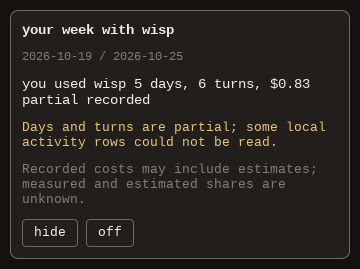 your week with wisp
2026-10-19 / 2026-10-25
you used wisp 5 days, 6 turns, $0.83
partial recorded
Days and turns are partial; some local
activity rows could not be read.
Recorded costs may include estimates;
measured and estimated shares are
unknown.
hide off